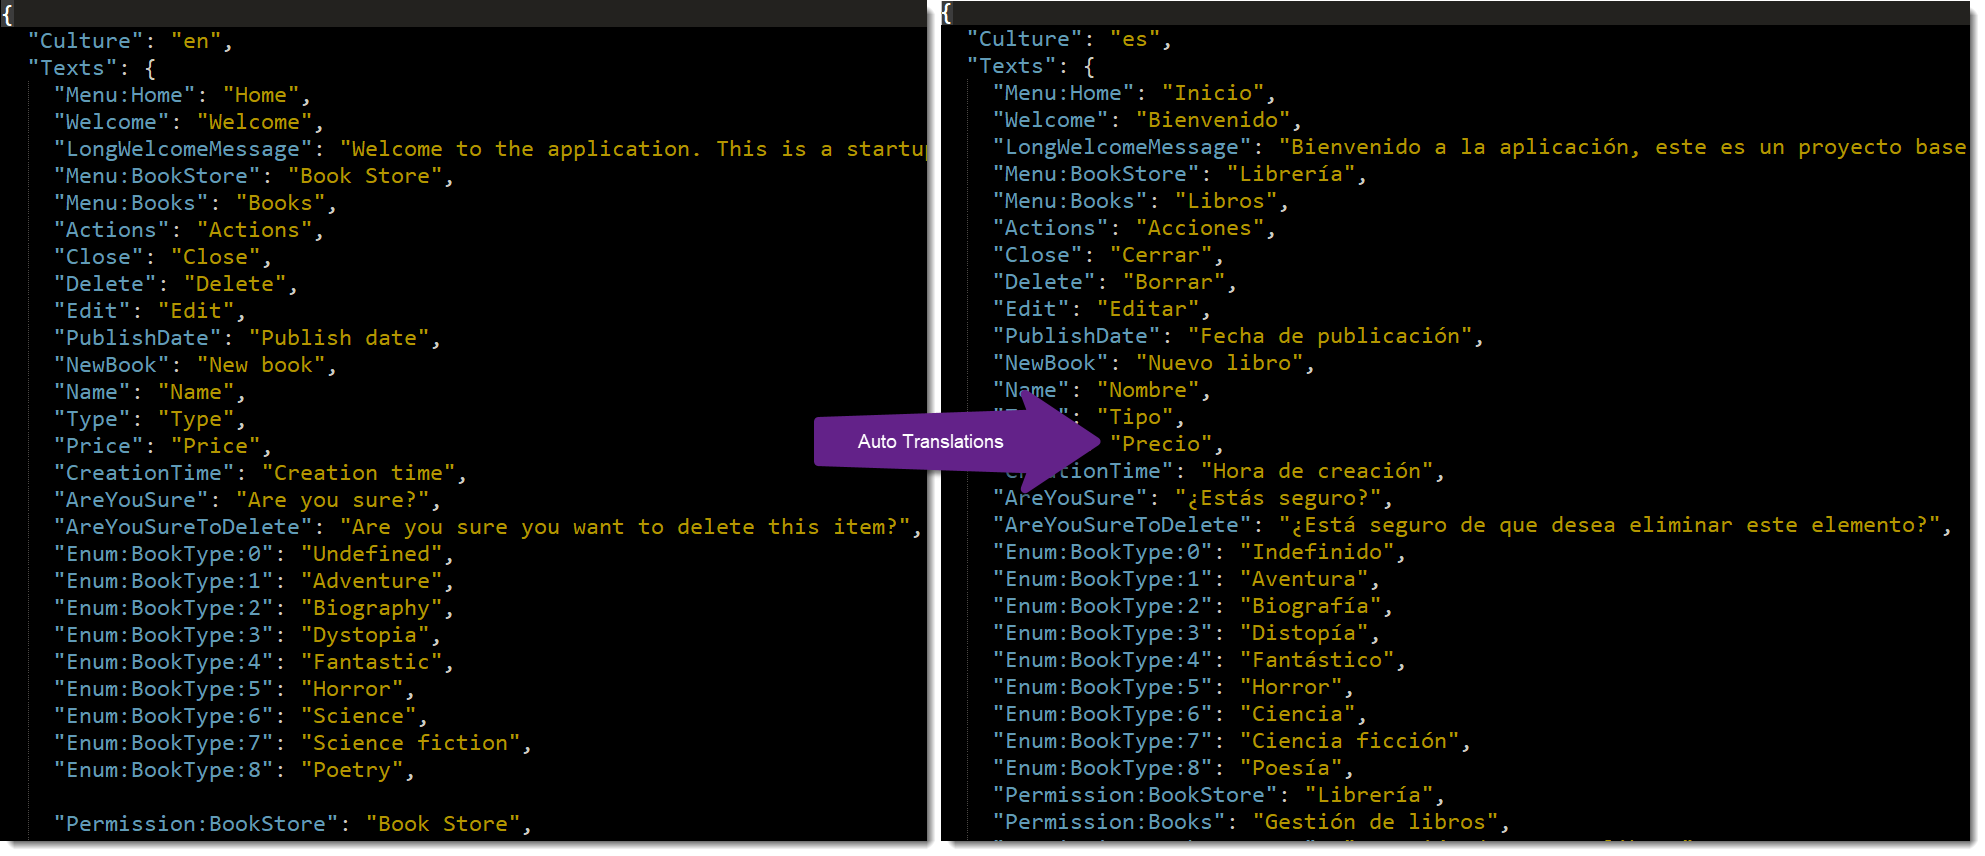 {
"Culture": "en",
"Texts": {
"Menu:Home": "Home",
"Welcome": "Welcome",
"LongWelcomeMessage": "Welcome to the application. This is a startup
"Menu:BookStore": "Book Store",
"Menu:Books": "Books",
"Actions": "Actions",
"Close": "Close",
"Delete": "Delete",
"Edit": "Edit",
"PublishDate": "Publish date",
"NewBook": "New book",
"Name": "Name",
"Type": "Type",
"Price": "Price",
"CreationTime": "Creation time",
"AreYouSure": "Are you sure?",
"AreYouSureToDelete": "Are you sure you want to delete this item?",
"Enum:BookType:0": "Undefined",
"Enum:BookType:1": "Adventure",
"Enum:BookType:2": "Biography",
"Enum:BookType:3": "Dystopia",
"Enum:BookType:4": "Fantastic",
"Enum:BookType:5": "Horror",
"Enum:BookType:6": "Science",
"Enum:BookType:7": "Science fiction",
"Enum:BookType:8": "Poetry",
"Permission:BookStore": "Book Store",
Auto Translations
{
"Culture": "es",
"Texts": {
"Menu:Home": "Inicio",
"Welcome": "Bienvenido",
"LongWelcomeMessage": "Bienvenido a la aplicación, este es un proyecto base
"Menu:BookStore": "Librería",
"Menu:Books": "Libros",
"Actions": "Acciones",
"Close": "Cerrar",
"Delete": "Borrar",
"Edit": "Editar",
"PublishDate": "Fecha de publicación",
"NewBook": "Nuevo libro",
"Name": "Nombre",
: "Tipo",
"Precio",
"CreationTime": "Hora de creación",
"AreYouSure": "¿Estás seguro?",
"AreYouSureToDelete": "¿Está seguro de que desea eliminar este elemento?",
"Enum:BookType:0": "Indefinido",
"Enum:BookType:1": "Aventura",
"Enum:BookType:2": "Biografía",
"Enum:BookType:3": "Distopía",
"Enum:BookType:4": "Fantástico",
"Enum:BookType:5": "Horror",
"Enum:BookType:6": "Ciencia",
"Enum:BookType:7": "Ciencia ficción",
"Enum:BookType:8": "Poesía",
"Permission:BookStore": "Librería",
"Permission:Books": "Gestión de libros",